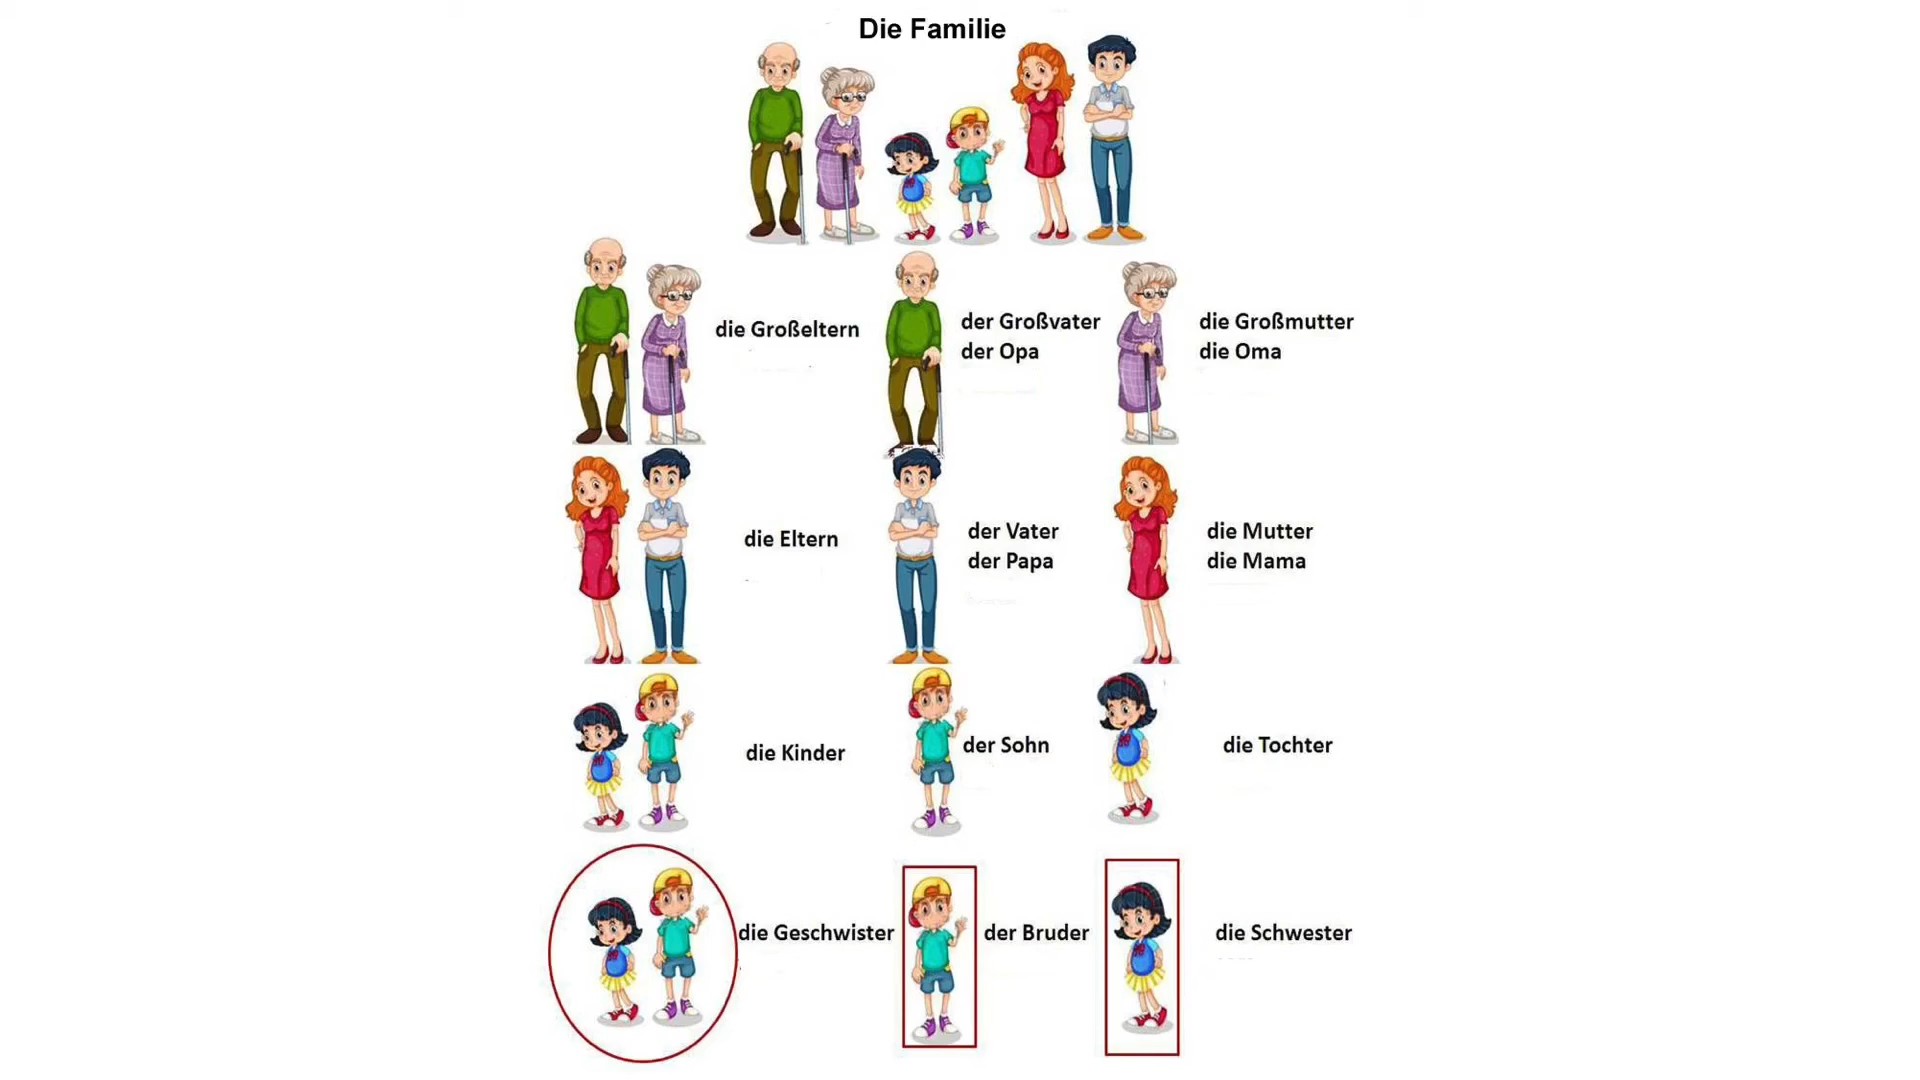 Die Familie
die Großeltern
der Großvater
der Opa
die Großmutter
die Oma
die Eltern
der Vater
der Papa
die Mutter
die Mama
die Kinder
der Sohn
die Tochter
die Geschwister
der Bruder
die Schwester